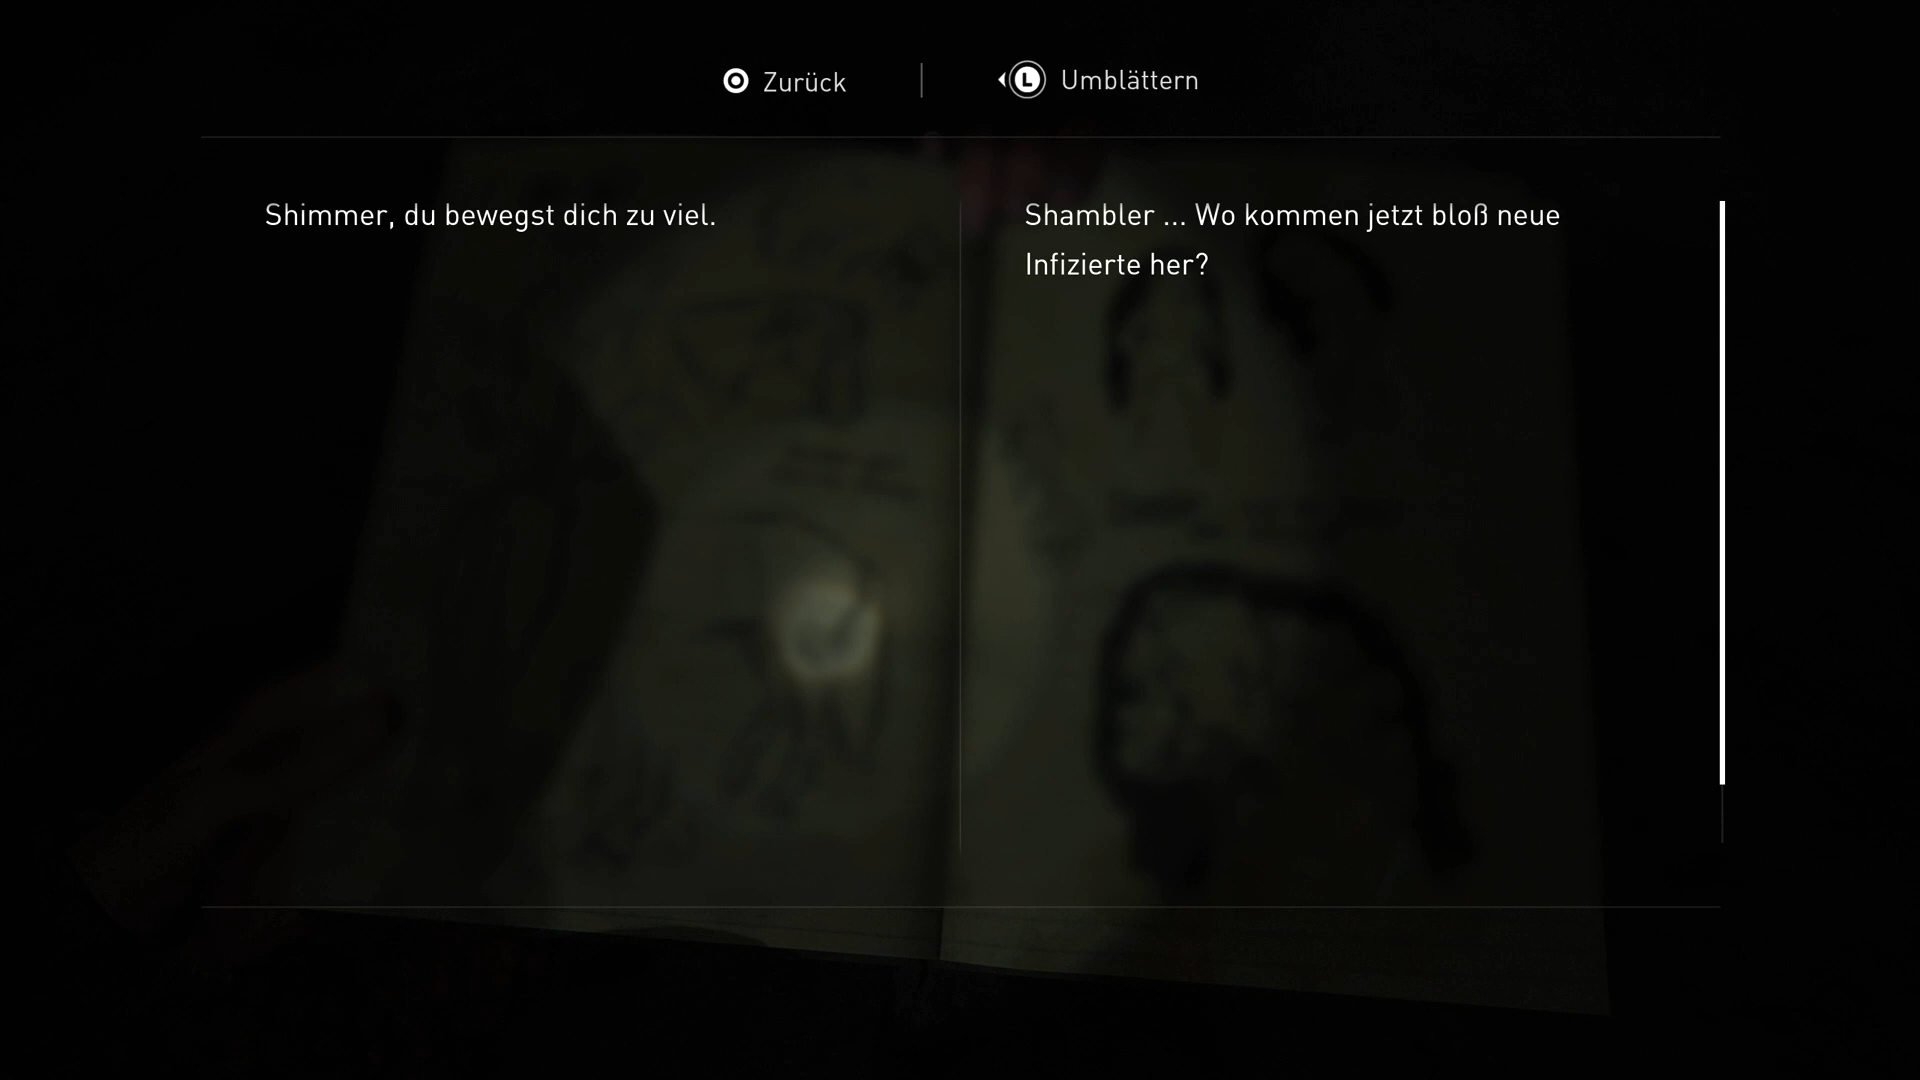 Zurück
L Umblättern
Shimmer, du bewegst dich zu viel.
Shambler ... Wo kommen jetzt bloß neue
Infizierte her?